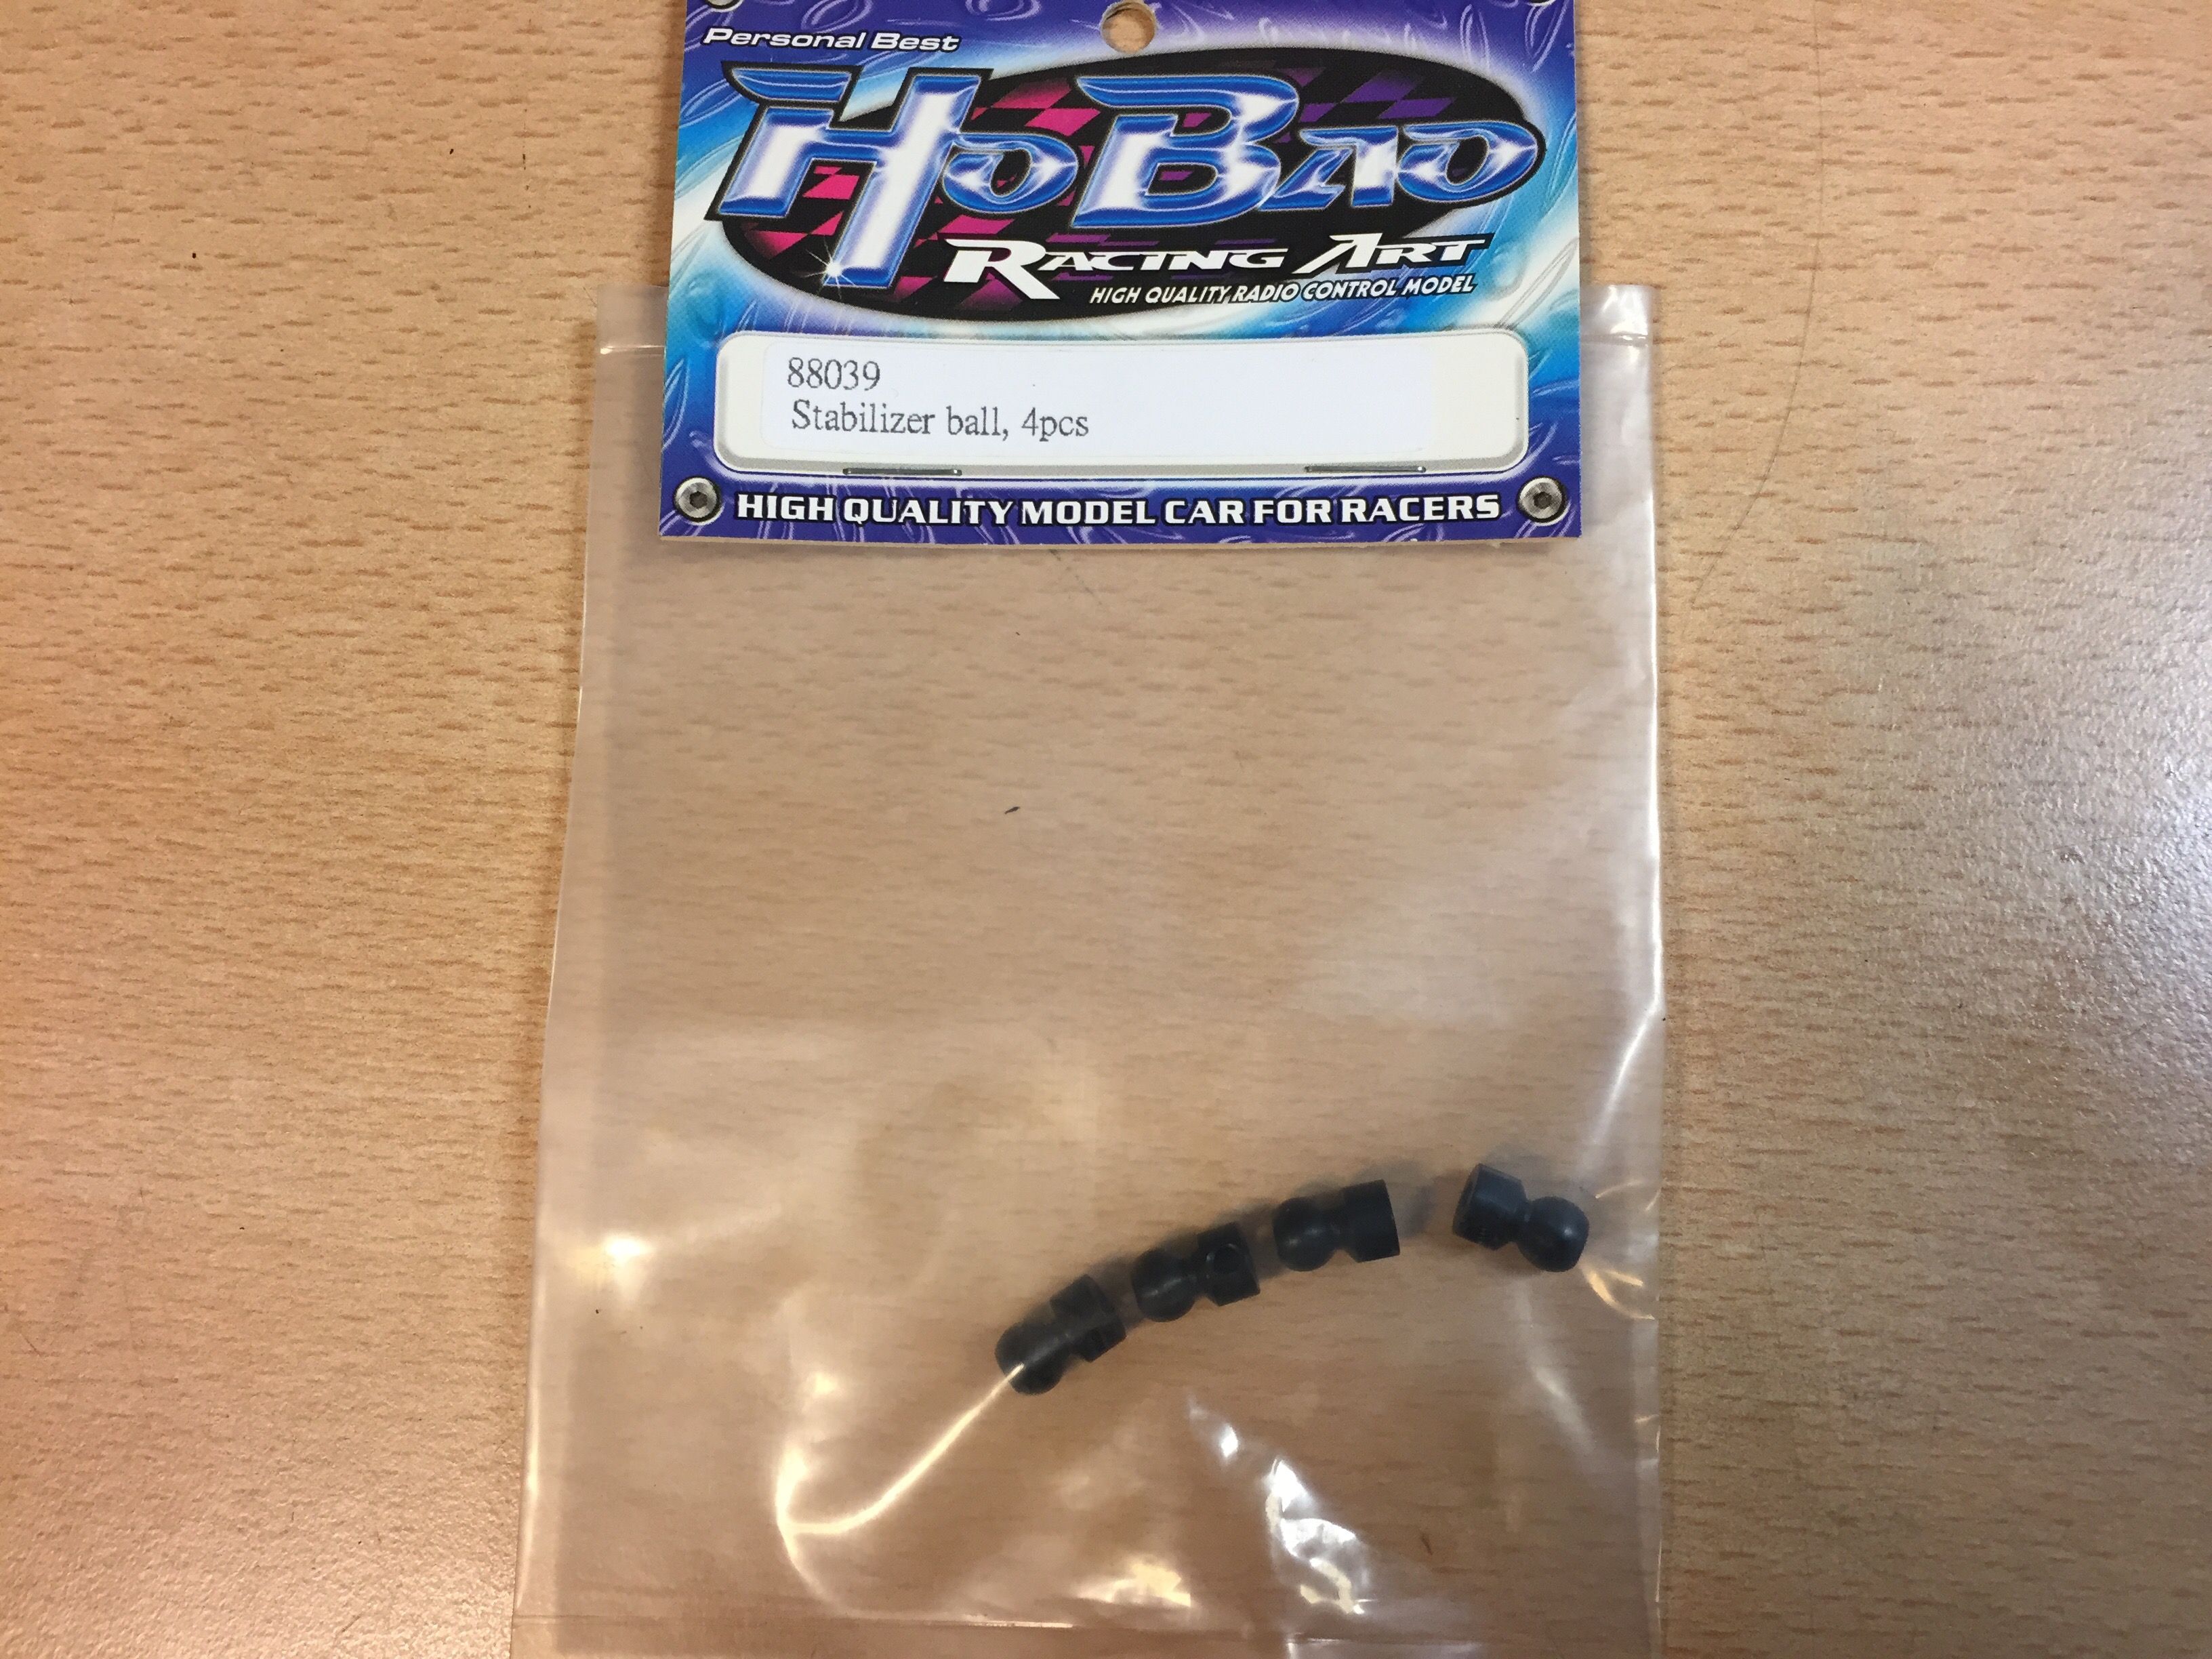 Personal Best
HoBao
Racing Art
HIGH QUALITY RADIO CONTROL MODEL
88039
Stabilizer ball, 4pcs
HIGH QUALITY MODEL CAR FOR RACERS